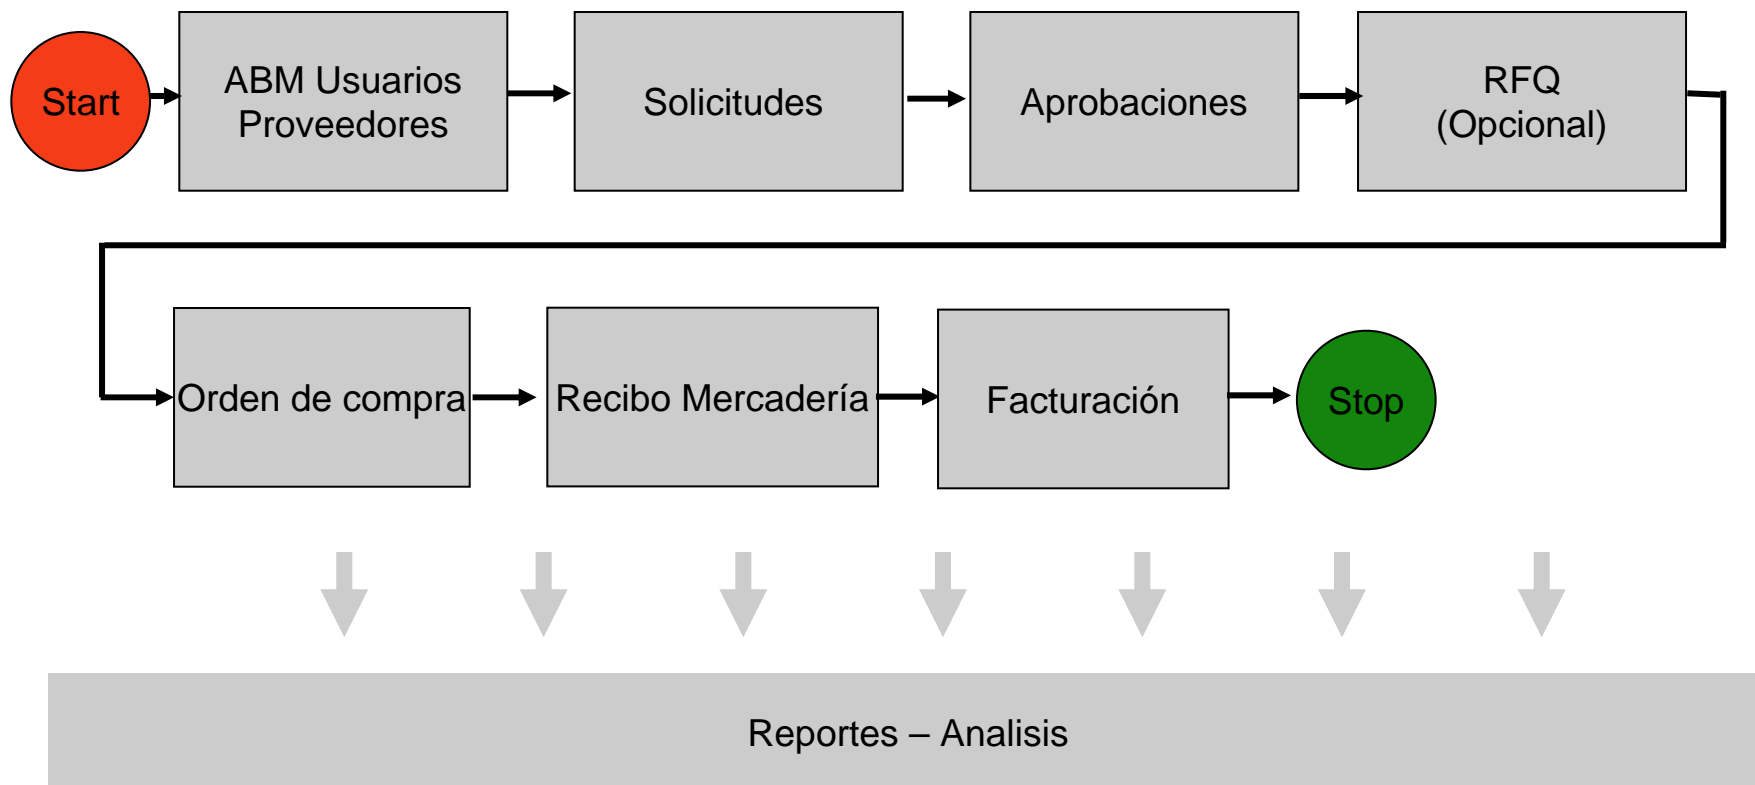 Start
ABM Usuarios
Proveedores
Solicitudes
Aprobaciones
RFQ
(Opcional)
Orden de compra
Recibo Mercadería
Facturación
Stop
Reportes – Analisis